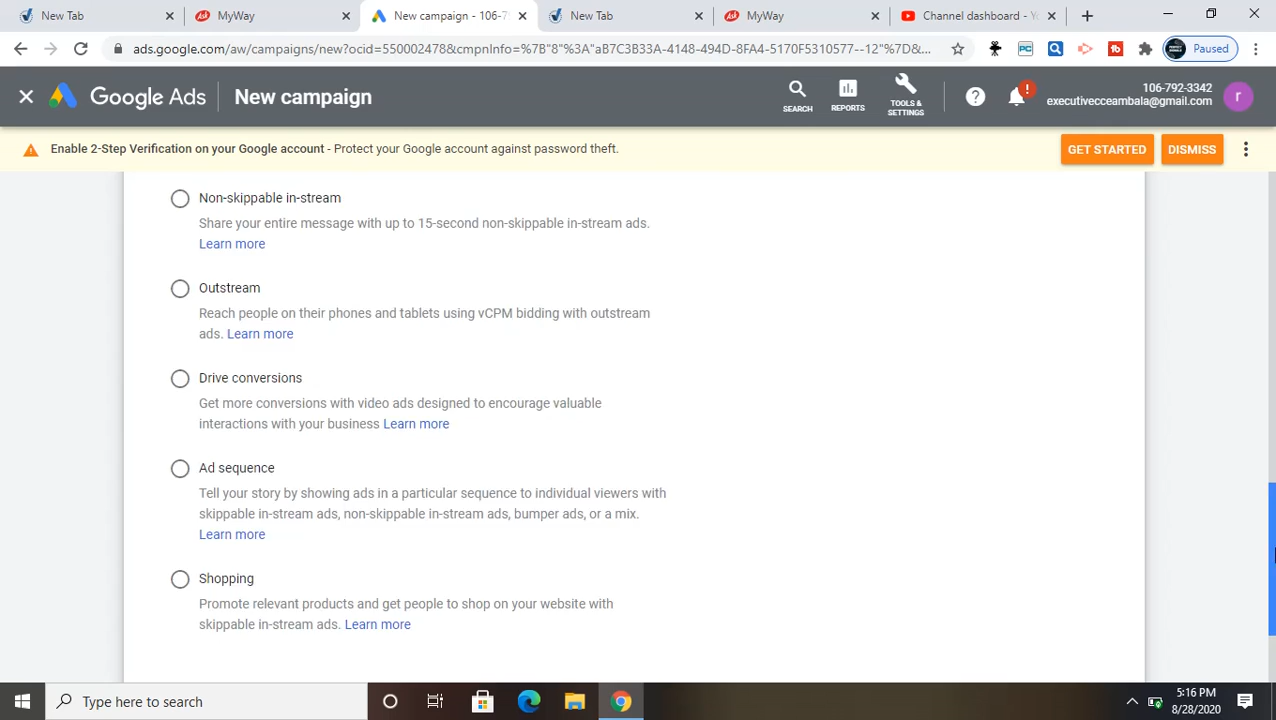 New Tab
MyWay
New campaign - 106-7
New Tab
MyWay
Channel dashboard - Y
ads.google.com/aw/campaigns/new?ocid=550002478&cmpnInfo=%7B"8"%3A"aB7C3B33A-4148-494D-8FA4-5170F5310577--12"%7D&...
Paused
Google Ads
New campaign
SEARCH
REPORTS
TOOLS &
SETTINGS
106-792-3342
executivecceambala@gmail.com
r
Enable 2-Step Verification on your Google account - Protect your Google account against password theft.
GET STARTED
DISMISS
Non-skippable in-stream
Share your entire message with up to 15-second non-skippable in-stream ads.
Learn more
Outstream
Reach people on their phones and tablets using vCPM bidding with outstream
ads. Learn more
Drive conversions
Get more conversions with video ads designed to encourage valuable
interactions with your business Learn more
Ad sequence
Tell your story by showing ads in a particular sequence to individual viewers with
skippable in-stream ads, non-skippable in-stream ads, bumper ads, or a mix.
Learn more
Shopping
Promote relevant products and get people to shop on your website with
skippable in-stream ads. Learn more
Type here to search
5:16 PM
8/28/2020